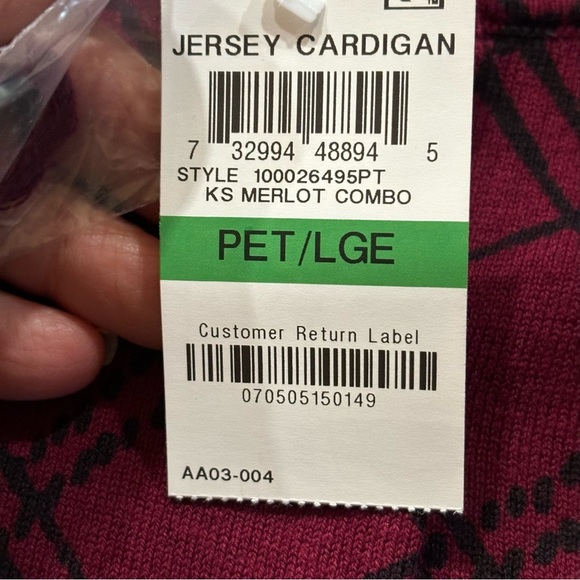 JERSEY CARDIGAN
7 32994 48894 5
STYLE 100026495PT
KS MERLOT COMBO
PET/LGE
Customer Return Label
070505150149
AA03-004